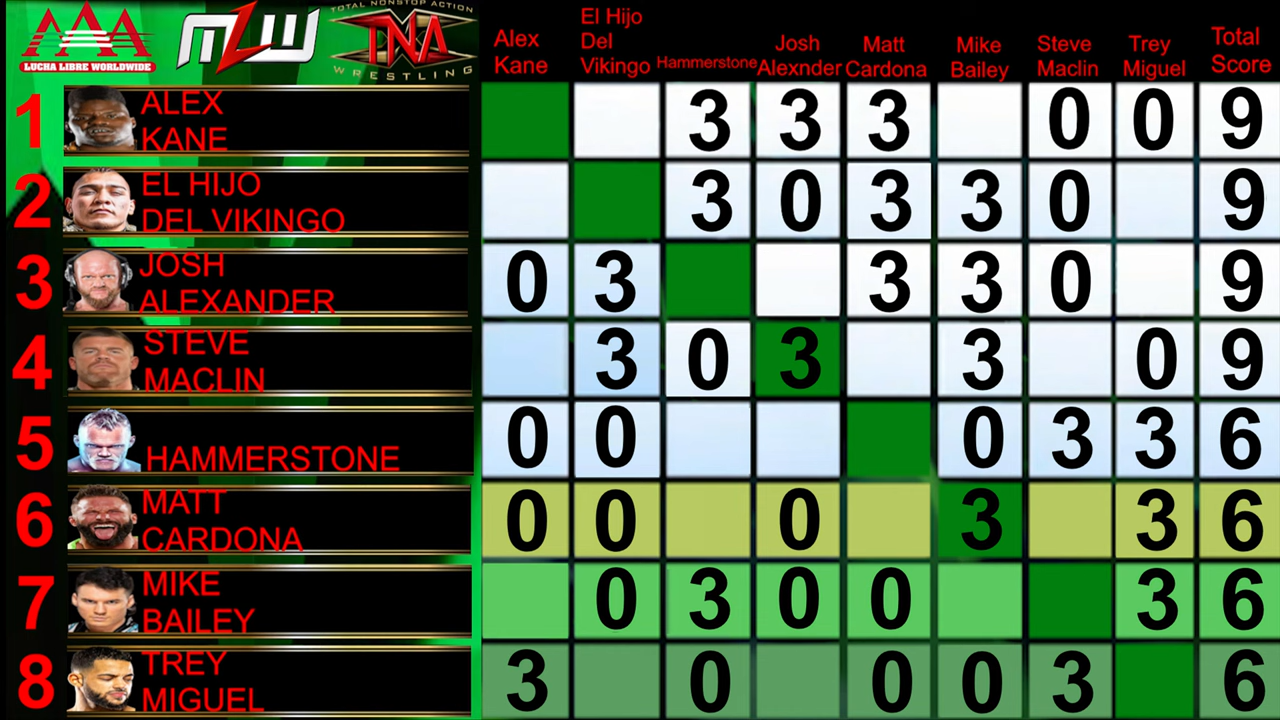 AAA
LUCHA LIBRE WORLDWIDE
MLW
TOTAL NONSTOP ACTION
TNA
WRESTLING
Alex
Kane
El Hijo
Del
Vikingo
Hammerstone
Josh
Alexnder
Matt
Cardona
Mike
Bailey
Steve
Maclin
Trey
Miguel
Total
Score
1
ALEX
KANE
3 3 3 0 0 9
2
EL HIJO
DEL VIKINGO
3 0 3 3 0 9
3
JOSH
ALEXANDER
0 3 3 3 0 9
4
STEVE
MACLIN
3 0 3 3 0 9
5
HAMMERSTONE
0 0 0 3 3 6
6
MATT
CARDONA
0 0 0 3 3 6
7
MIKE
BAILEY
0 3 0 0 3 6
8
TREY
MIGUEL
3 0 0 0 3 6